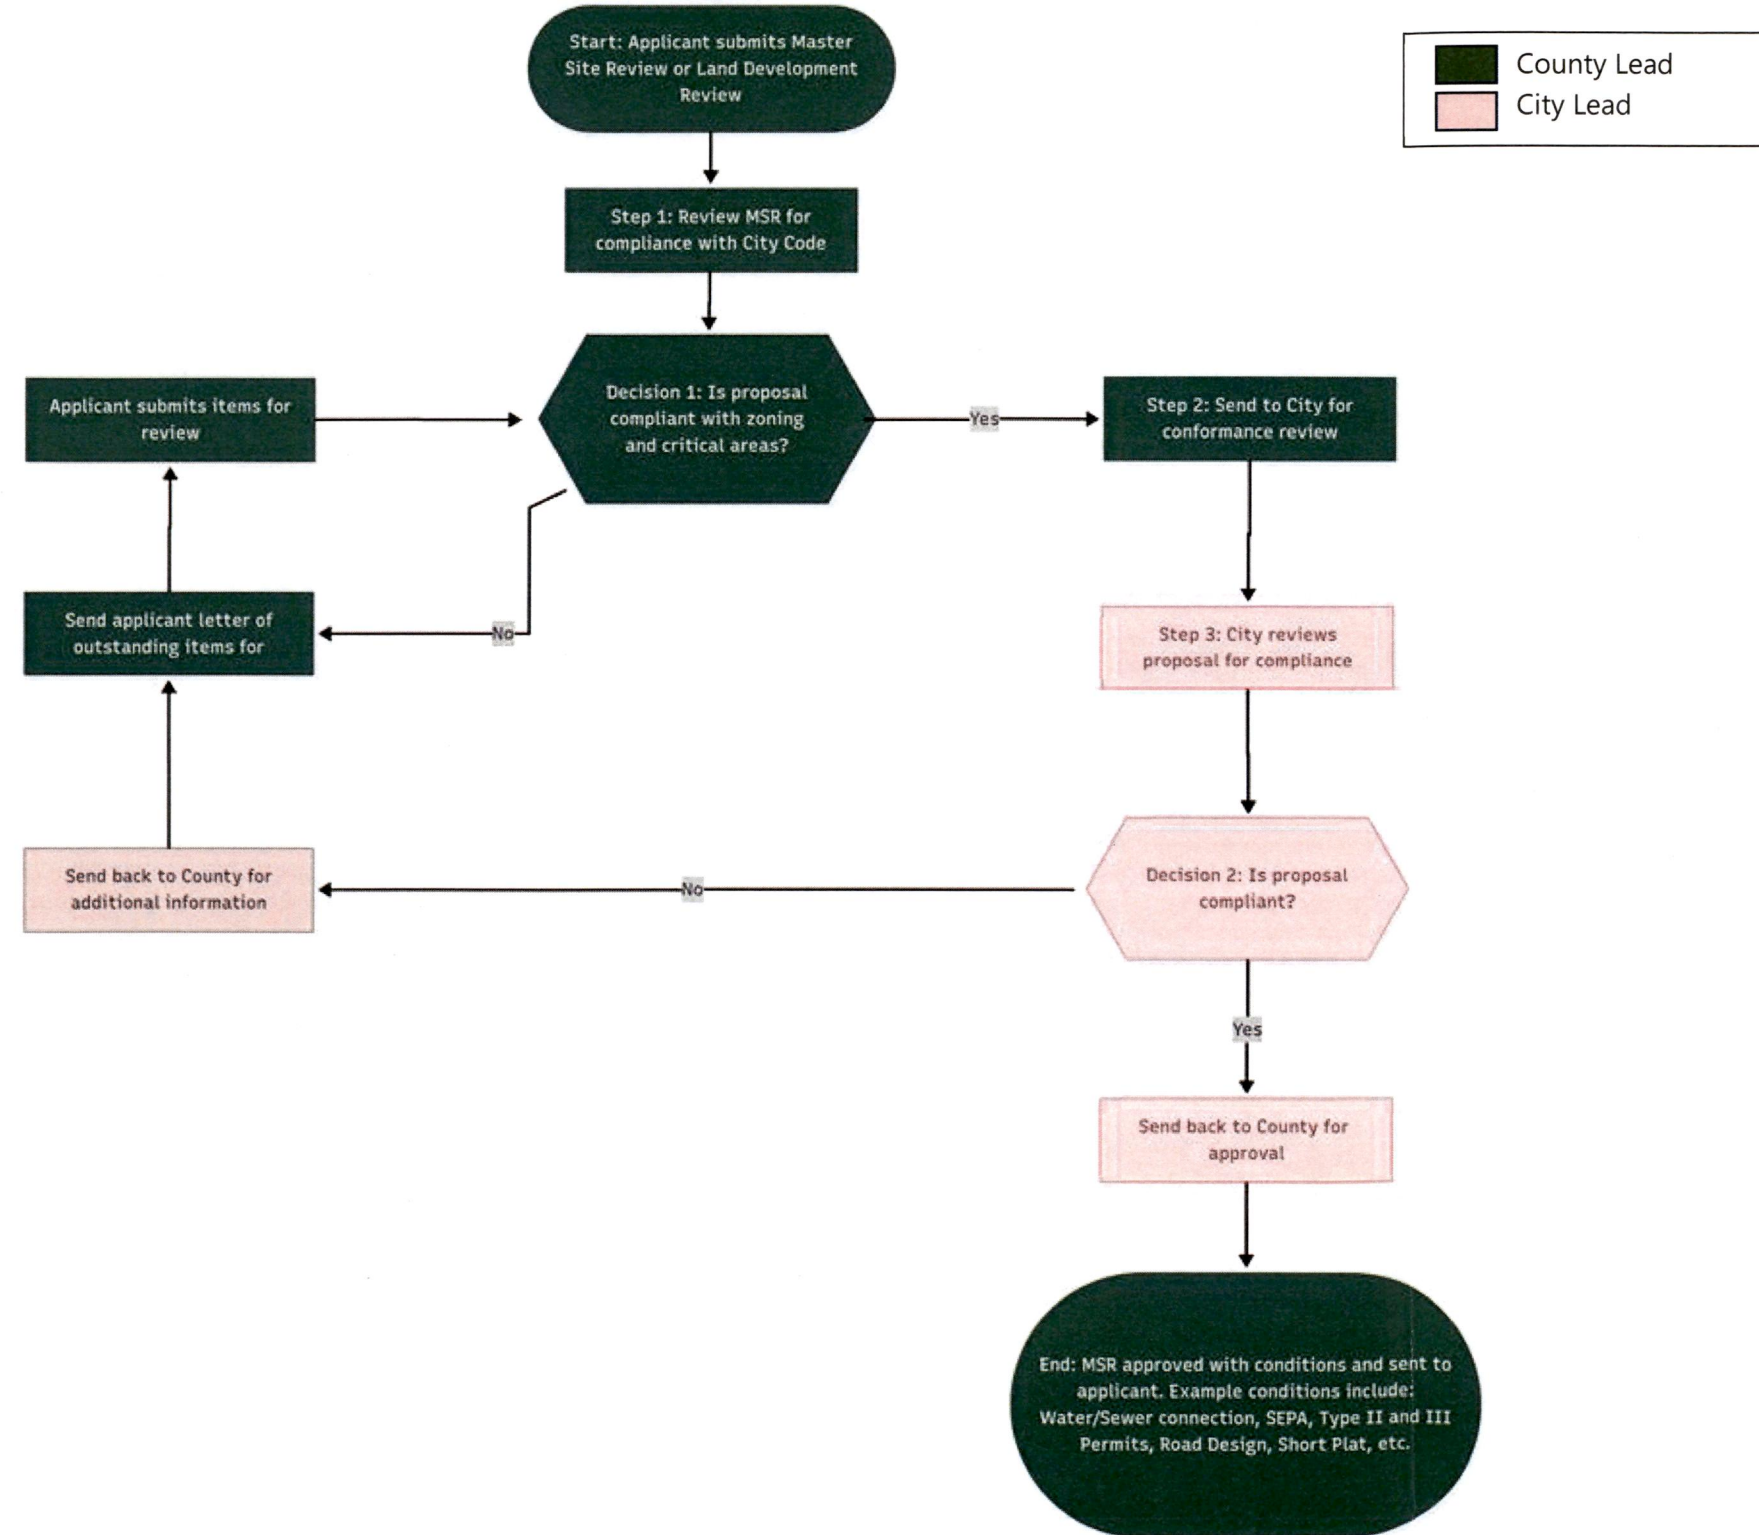 Start: Applicant submits Master
Site Review or Land Development
Review
County Lead
City Lead
Step 1: Review MSR for
compliance with City Code
Applicant submits items for
review
Decision 1: Is proposal
compliant with zoning
and critical areas?
Yes
Step 2: Send to City for
conformance review
Send applicant letter of
outstanding items for
No
Step 3: City reviews
proposal for compliance
Send back to County for
additional information
No
Decision 2: Is proposal
compliant?
Yes
Send back to County for
approval
End: MSR approved with conditions and sent to
applicant. Example conditions include:
Water/Sewer connection, SEPA, Type II and III
Permits, Road Design, Short Plat, etc.